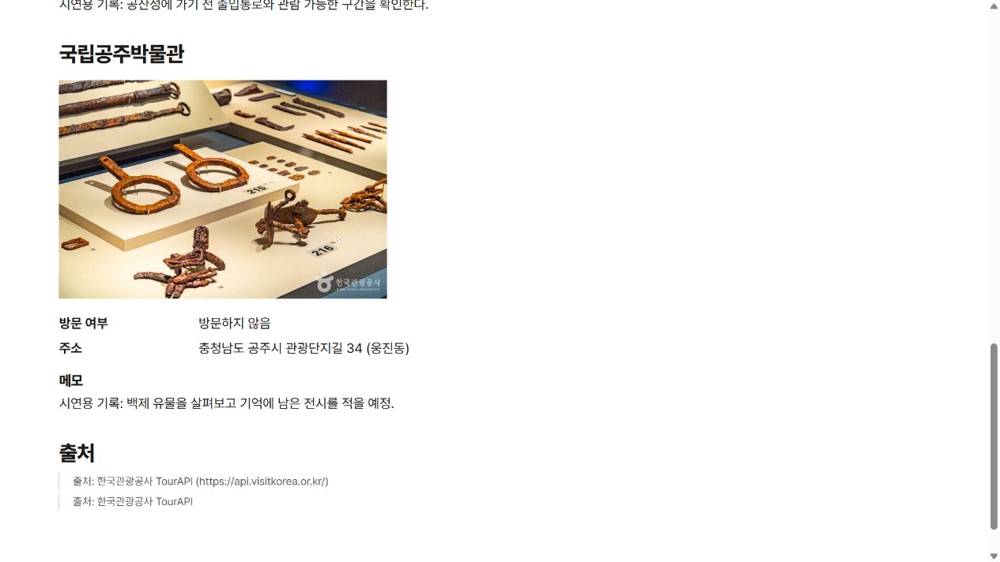 시연용 기록: 공산성에 가기 전 출입통로와 관람 가능한 구간을 확인한다.
국립공주박물관
215
216
한국관광공사
방문 여부 방문하지 않음
주소 충청남도 공주시 관광단지길 34 (웅진동)
메모
시연용 기록: 백제 유물을 살펴보고 기억에 남은 전시를 적을 예정.
출처
출처: 한국관광공사 TourAPI (https://api.visitkorea.or.kr/)
출처: 한국관광공사 TourAPI